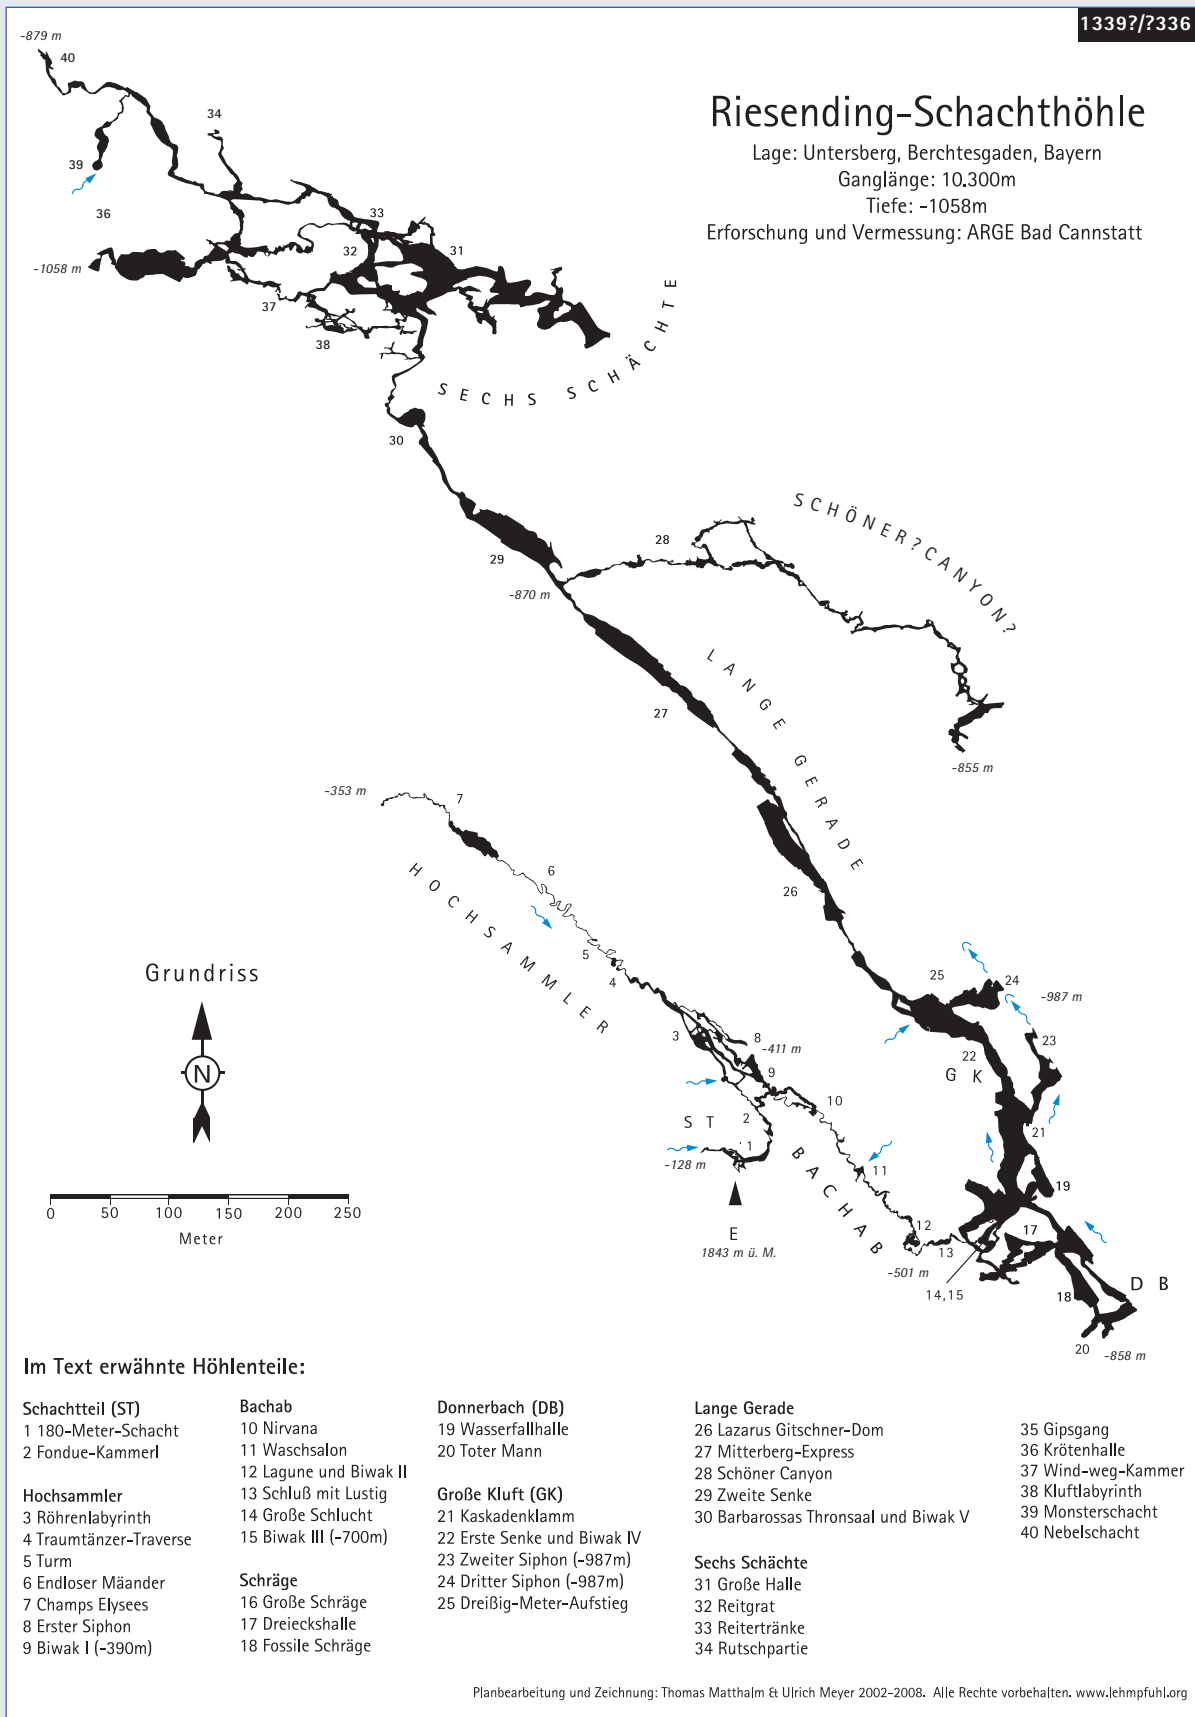 1339?/?336
Riesending-Schachthöhle
Lage: Untersberg, Berchtesgaden, Bayern
Ganglänge: 10.300m
Tiefe: -1058m
Erforschung und Vermessung: ARGE Bad Cannstatt
-879 m
40
34
39
36
33
32
31
-1058 m
37
38
SECHS SCHÄCHTE
30
29
28
-870 m
SCHÖNER?CANYON?
LANGE GERADE
27
-855 m
-353 m
7
6
26
HOCHSAMMLER
5
4
Grundriss
N
25
24
-987 m
3
8
-411 m
23
22
G K
9
10
2
S T
1
21
-128 m
BACHAB
11
19
E
12
17
1843 m ü. M.
13
-501 m
14,15
18
D B
20
-858 m
0 50 100 150 200 250
Meter
Im Text erwähnte Höhlenteile:
Schachtteil (ST)
1 180-Meter-Schacht
2 Fondue-Kammerl
Hochsammler
3 Röhrenlabyrinth
4 Traumtänzer-Traverse
5 Turm
6 Endloser Mäander
7 Champs Elysees
8 Erster Siphon
9 Biwak I (-390m)
Bachab
10 Nirvana
11 Waschsalon
12 Lagune und Biwak II
13 Schluß mit Lustig
14 Große Schlucht
15 Biwak III (-700m)
Schräge
16 Große Schräge
17 Dreieckshalle
18 Fossile Schräge
Donnerbach (DB)
19 Wasserfallhalle
20 Toter Mann
Große Kluft (GK)
21 Kaskadenklamm
22 Erste Senke und Biwak IV
23 Zweiter Siphon (-987m)
24 Dritter Siphon (-987m)
25 Dreißig-Meter-Aufstieg
Lange Gerade
26 Lazarus Gitschner-Dom
27 Mitterberg-Express
28 Schöner Canyon
29 Zweite Senke
30 Barbarossas Thronsaal und Biwak V
Sechs Schächte
31 Große Halle
32 Reitgrat
33 Reitertränke
34 Rutschpartie
35 Gipsgang
36 Krötenhalle
37 Wind-weg-Kammer
38 Kluftlabyrinth
39 Monsterschacht
40 Nebelschacht
Planbearbeitung und Zeichnung: Thomas Matthalm & Ulrich Meyer 2002-2008. Alle Rechte vorbehalten. www.lehmpfuhl.org